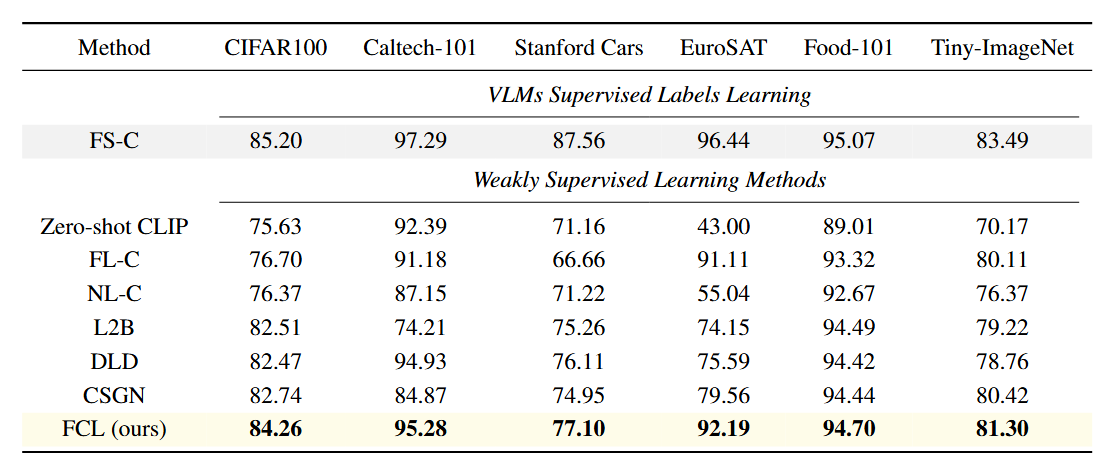 Method CIFAR100 Caltech-101 Stanford Cars EuroSAT Food-101 Tiny-ImageNet
VLMs Supervised Labels Learning
FS-C 85.20 97.29 87.56 96.44 95.07 83.49
Weakly Supervised Learning Methods
Zero-shot CLIP 75.63 92.39 71.16 43.00 89.01 70.17
FL-C 76.70 91.18 66.66 91.11 93.32 80.11
NL-C 76.37 87.15 71.22 55.04 92.67 76.37
L2B 82.51 74.21 75.26 74.15 94.49 79.22
DLD 82.47 94.93 76.11 75.59 94.42 78.76
CSGN 82.74 84.87 74.95 79.56 94.44 80.42
FCL (ours) 84.26 95.28 77.10 92.19 94.70 81.30